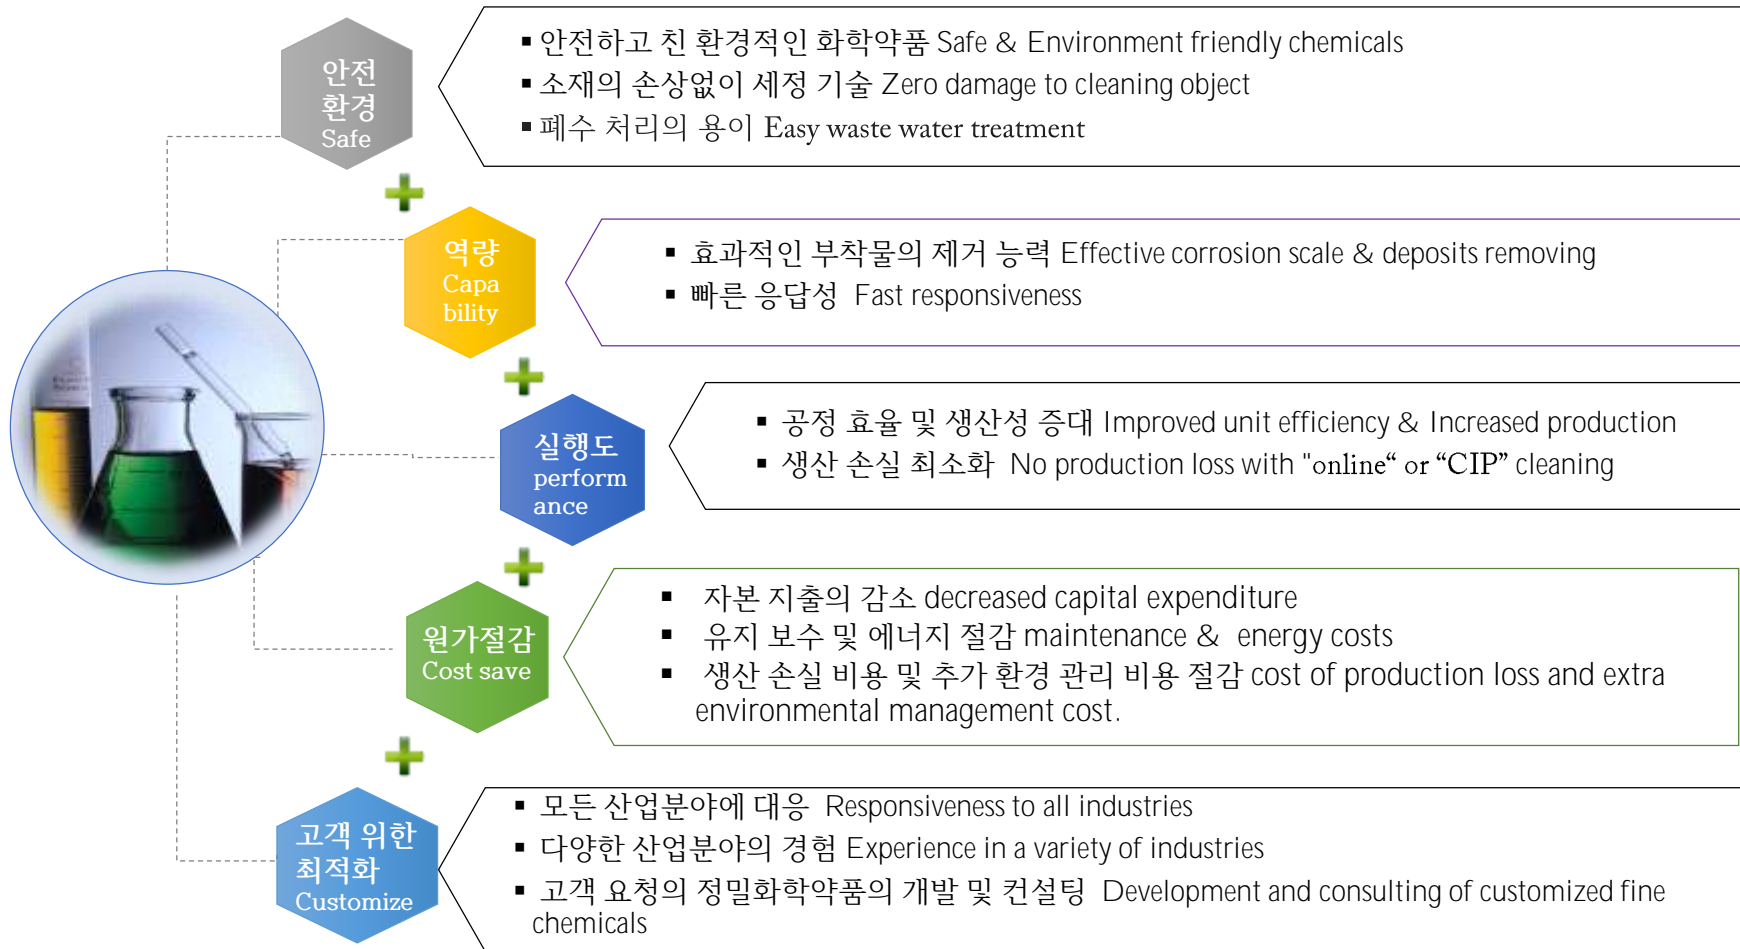 안전
환경
Safe
▪ 안전하고 친 환경적인 화학약품 Safe & Environment friendly chemicals
▪ 소재의 손상없이 세정 기술 Zero damage to cleaning object
▪ 폐수 처리의 용이 Easy waste water treatment
역량
Capa
bility
▪ 효과적인 부착물의 제거 능력 Effective corrosion scale & deposits removing
▪ 빠른 응답성 Fast responsiveness
실행도
perform
ance
▪ 공정 효율 및 생산성 증대 Improved unit efficiency & Increased production
▪ 생산 손실 최소화 No production loss with "online“ or “CIP” cleaning
원가절감
Cost save
▪ 자본 지출의 감소 decreased capital expenditure
▪ 유지 보수 및 에너지 절감 maintenance & energy costs
▪ 생산 손실 비용 및 추가 환경 관리 비용 절감 cost of production loss and extra
environmental management cost.
고객 위한
최적화
Customize
▪ 모든 산업분야에 대응 Responsiveness to all industries
▪ 다양한 산업분야의 경험 Experience in a variety of industries
▪ 고객 요청의 정밀화학약품의 개발 및 컨설팅 Development and consulting of customized fine
chemicals